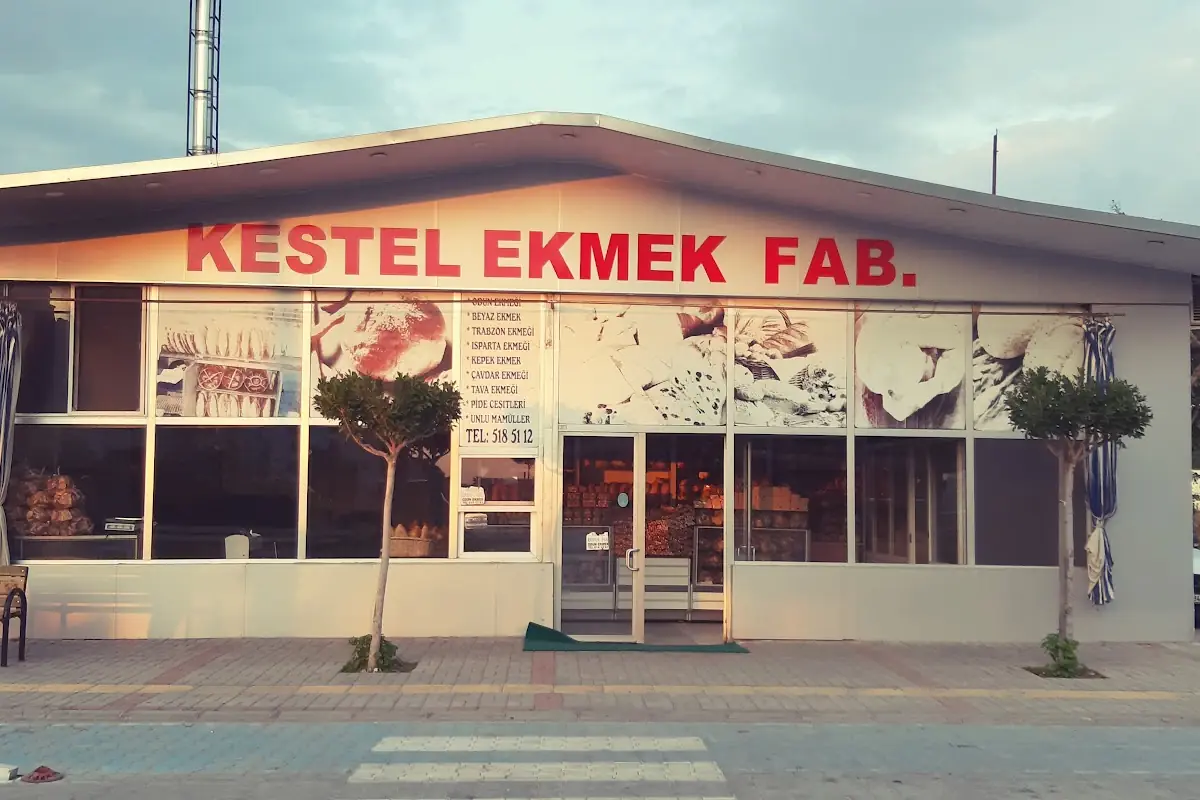 KESTEL EKMEK FAB.
* ODUN EKMEĞİ
* BEYAZ EKMEK
* TRABZON EKMEĞİ
* ISPARTA EKMEĞİ
* KEPEK EKMEK
* ÇAVDAR EKMEĞİ
* TAVA EKMEĞİ
* PİDE ÇEŞİTLERİ
* UNLU MAMÜLLER
TEL: 518 51 12